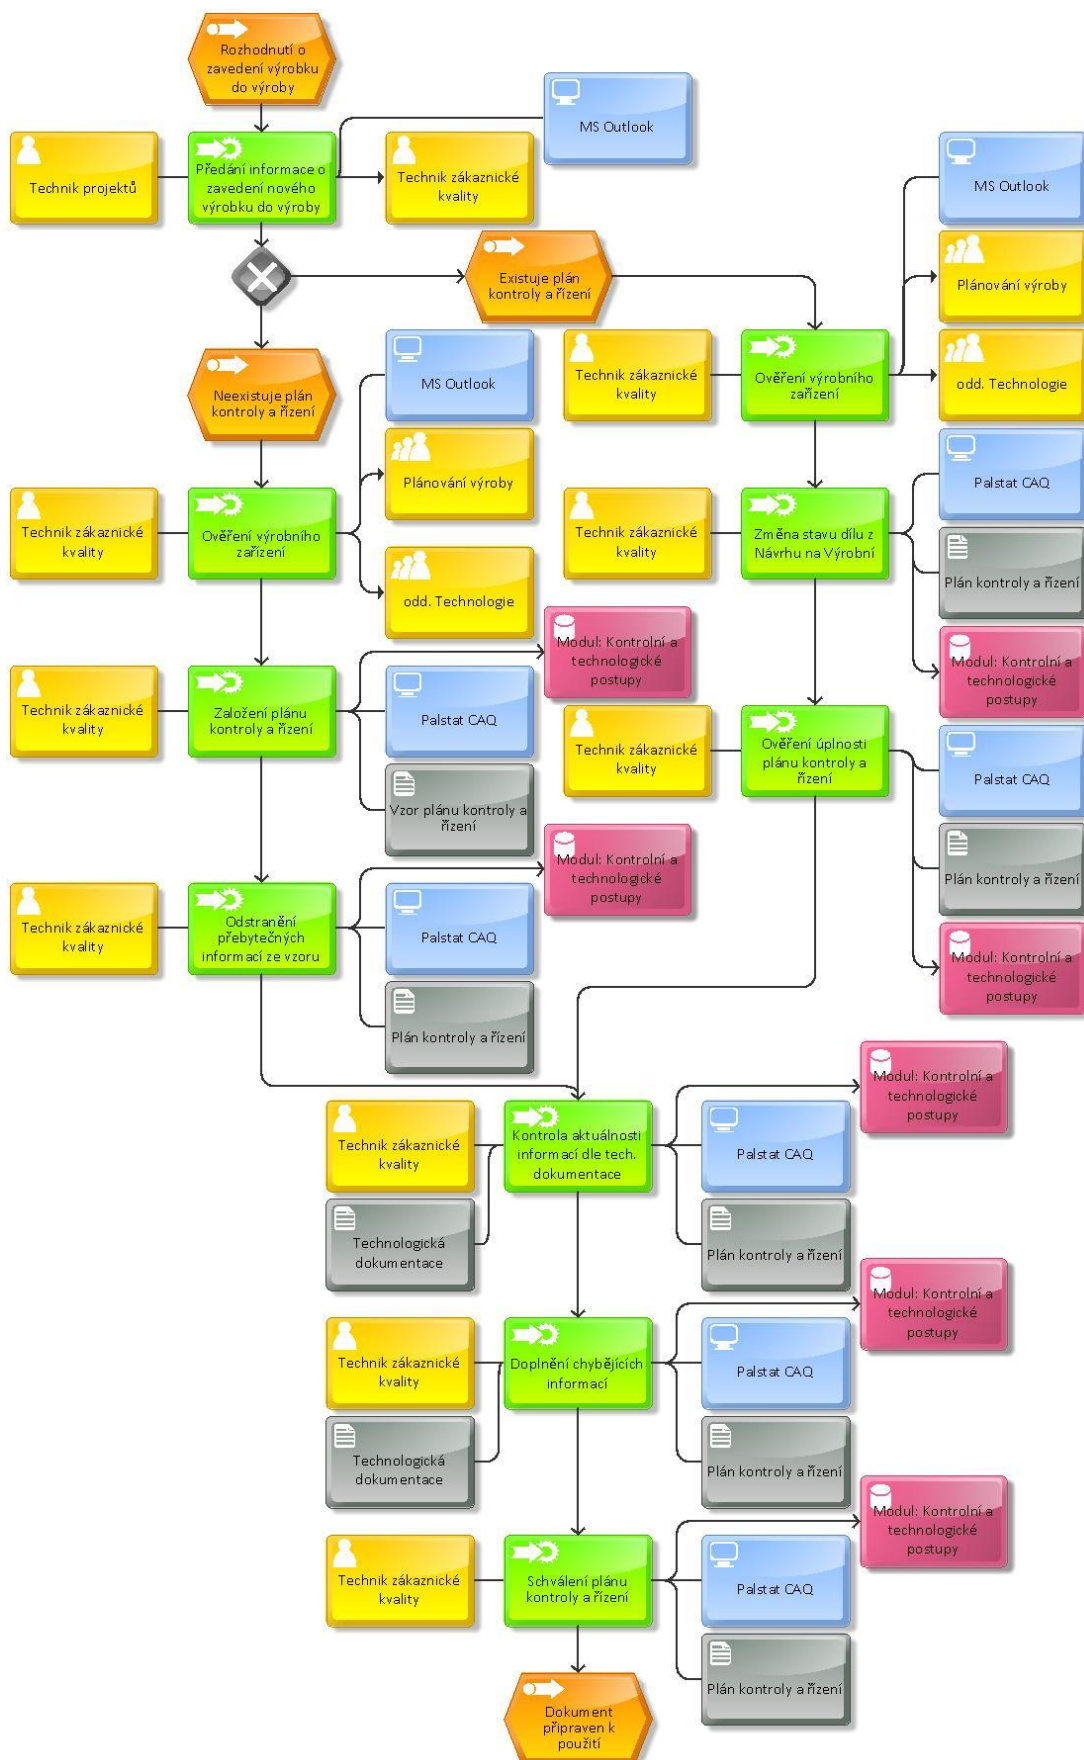 Rozhodnutí o
zavedení výrobku
do výroby
MS Outlook
Technik projektů
Předání informace o
zavedení nového
výrobku do výroby
Technik zákaznické
kvality
MS Outlook
Existuje plán
kontroly a řízení
Plánování výroby
Neexistuje plán
kontroly a řízení
MS Outlook
Technik zákaznické
kvality
Ověření výrobního
zařízení
odd. Technologie
Plánování výroby
Palstat CAQ
Technik zákaznické
kvality
Ověření výrobního
zařízení
Technik zákaznické
kvality
Změna stavu dílu z
Návrhu na Výrobní
Plán kontroly a řízení
odd. Technologie
Modul: Kontrolní a
technologické
postupy
Modul: Kontrolní a
technologické
postupy
Technik zákaznické
kvality
Založení plánu
kontroly a řízení
Palstat CAQ
Technik zákaznické
kvality
Ověření úplnosti
plánu kontroly a
řízení
Palstat CAQ
Vzor plánu kontroly a
řízení
Modul: Kontrolní a
technologické
postupy
Plán kontroly a řízení
Technik zákaznické
kvality
Odstranění
přebytečných
informací ze vzoru
Palstat CAQ
Modul: Kontrolní a
technologické
postupy
Plán kontroly a řízení
Modul: Kontrolní a
technologické
postupy
Technik zákaznické
kvality
Kontrola aktuálnosti
informací dle tech.
dokumentace
Palstat CAQ
Technologická
dokumentace
Plán kontroly a řízení
Modul: Kontrolní a
technologické
postupy
Technik zákaznické
kvality
Doplnění chybějících
informací
Palstat CAQ
Technologická
dokumentace
Plán kontroly a řízení
Modul: Kontrolní a
technologické
postupy
Technik zákaznické
kvality
Schválení plánu
kontroly a řízení
Palstat CAQ
Plán kontroly a řízení
Dokument
připraven k
použití